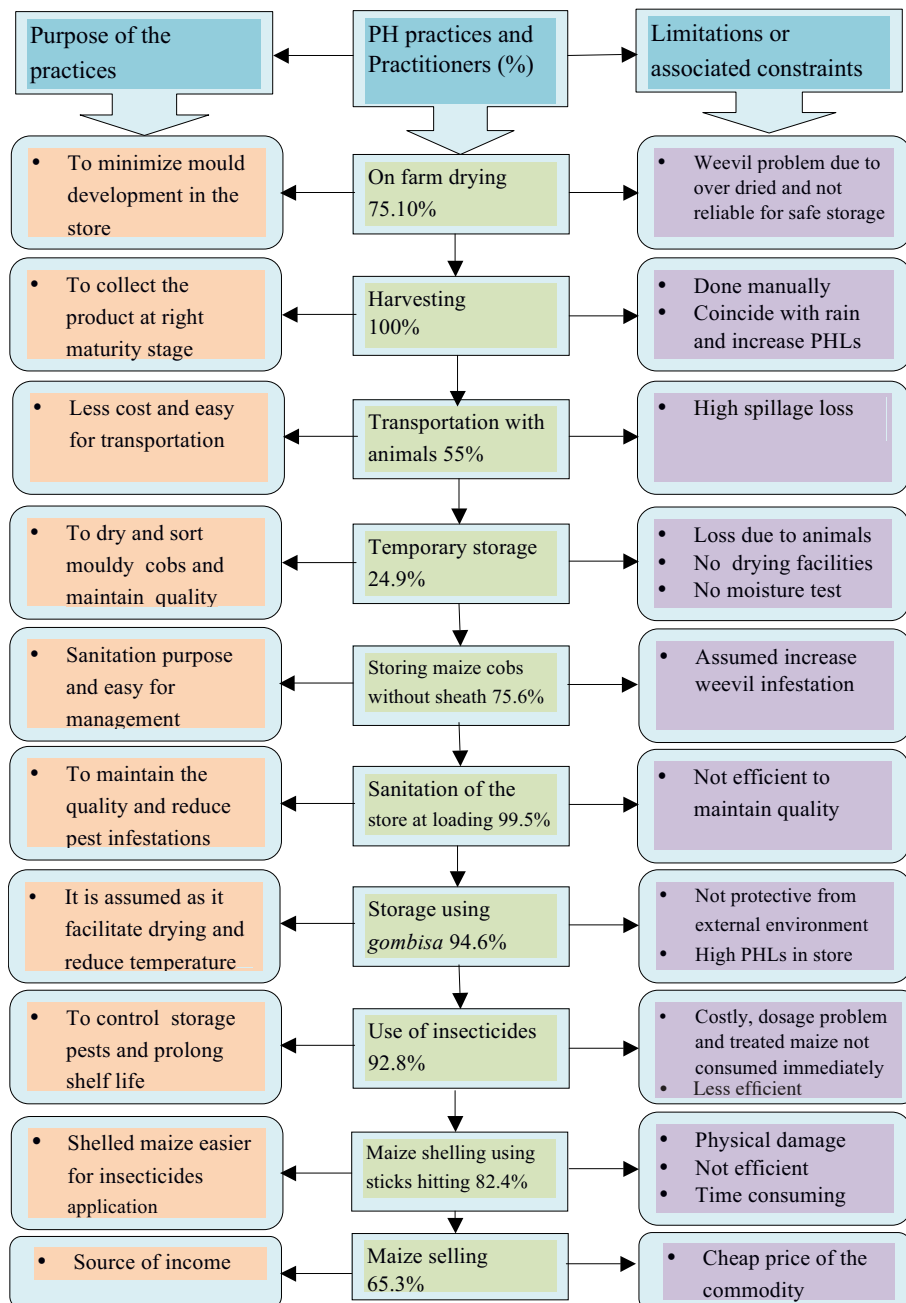 Purpose of the
practices
PH practices and
Practitioners (%)
Limitations or
associated constraints
• To minimize mould
development in the
store
On farm drying
75.10%
• Weevil problem due to
over dried and not
reliable for safe storage
• To collect the
product at right
maturity stage
Harvesting
100%
• Done manually
• Coincide with rain
and increase PHLs
• Less cost and easy
for transportation
Transportation with
animals 55%
• High spillage loss
• To dry and sort
mouldy cobs and
maintain quality
Temporary storage
24.9%
• Loss due to animals
• No drying facilities
• No moisture test
• Sanitation purpose
and easy for
management
Storing maize cobs
without sheath 75.6%
• Assumed increase
weevil infestation
• To maintain the
quality and reduce
pest infestations
Sanitation of the
store at loading 99.5%
• Not efficient to
maintain quality
• It is assumed as it
facilitate drying and
reduce temperature
Storage using
gombisa 94.6%
• Not protective from
external environment
• High PHLs in store
• To control storage
pests and prolong
shelf life
Use of insecticides
92.8%
• Costly, dosage problem
and treated maize not
consumed immediately
• Less efficient
• Shelled maize easier
for insecticides
application
Maize shelling using
sticks hitting 82.4%
• Physical damage
• Not efficient
• Time consuming
• Source of income
Maize selling
65.3%
• Cheap price of the
commodity